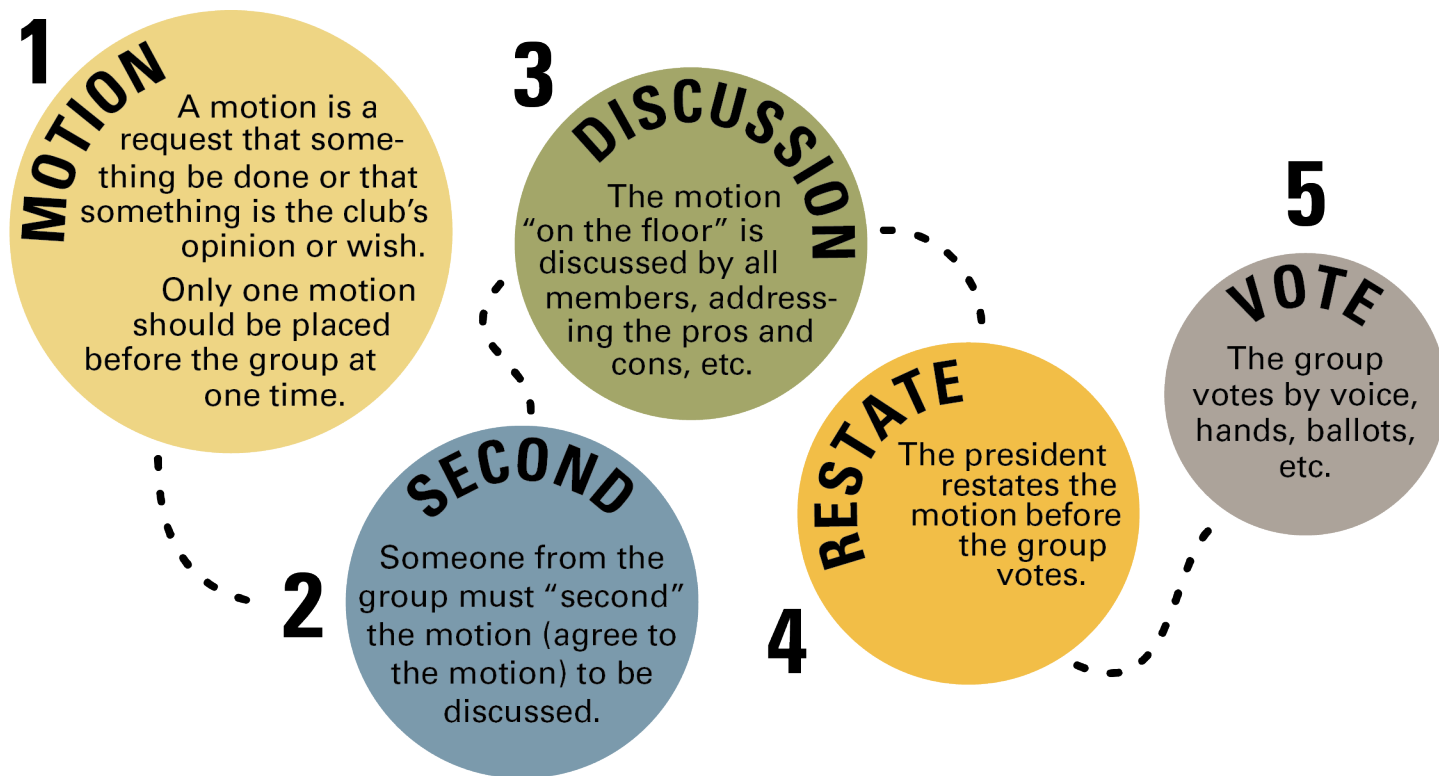 1
MOTION
A motion is a
request that some-
thing be done or that
something is the club’s
opinion or wish.
Only one motion
should be placed
before the group at
one time.
2
SECOND
Someone from the
group must “second”
the motion (agree to
the motion) to be
discussed.
3
DISCUSSION
The motion
“on the floor” is
discussed by all
members, address-
ing the pros and
cons, etc.
4
RESTATE
The president
restates the
motion before
the group
votes.
5
VOTE
The group
votes by voice,
hands, ballots,
etc.